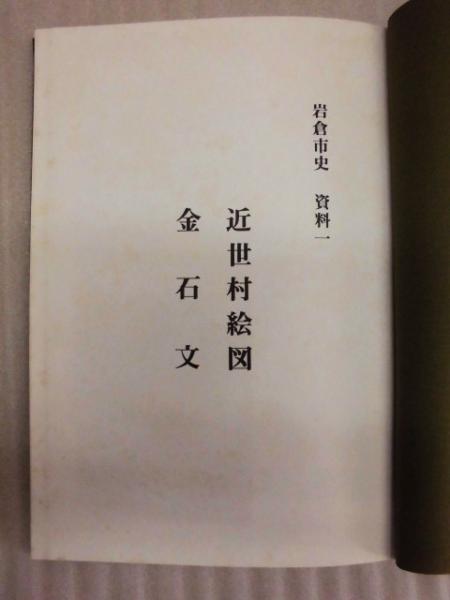 岩倉市史 資料一
近世村絵図
金石文